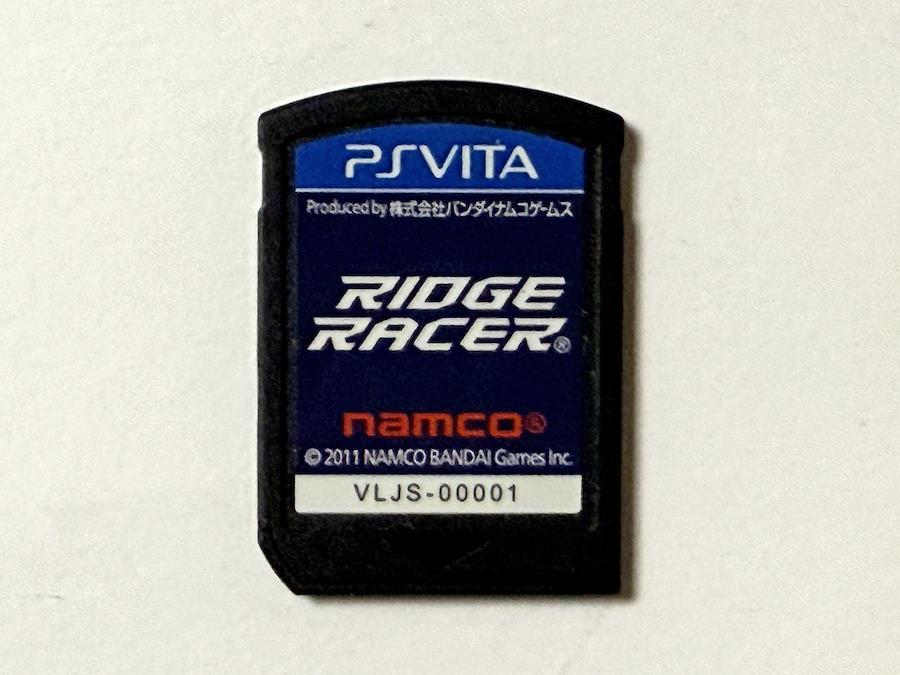 PSVITA
Produced by 株式会社バンダイナムコゲームス
RIDGE
RACER®
namco®
© 2011 NAMCO BANDAI Games Inc.
VLJS-00001